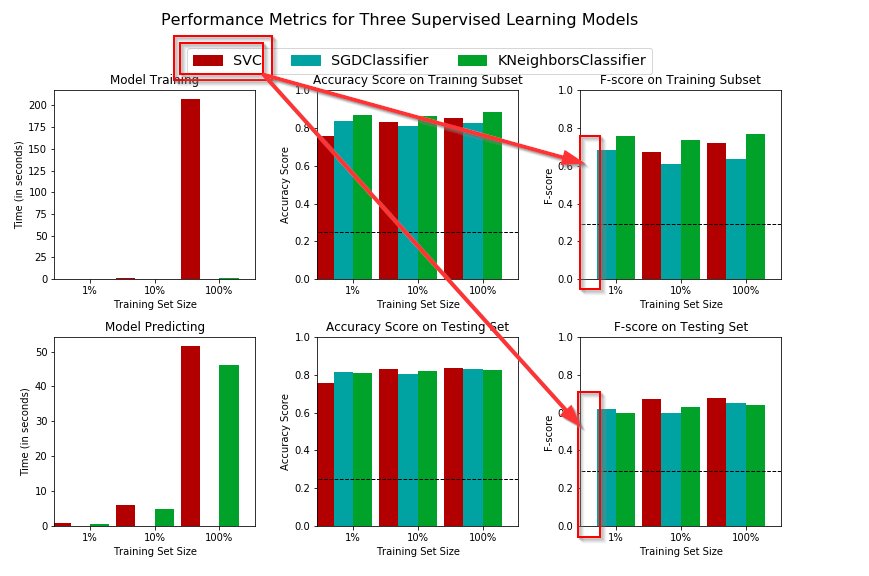 Performance Metrics for Three Supervised Learning Models
SVC SGDClassifier KNeighborsClassifier
Model Training
Time (in seconds)
200
175
150
125
100
75
50
25
0
1% 10% 100%
Training Set Size
Accuracy Score on Training Subset
Accuracy Score
1.0
0.8
0.6
0.4
0.2
0.0
1% 10% 100%
Training Set Size
F-score on Training Subset
F-score
1.0
0.8
0.6
0.4
0.2
0.0
1% 10% 100%
Training Set Size
Model Predicting
Time (in seconds)
50
40
30
20
10
0
1% 10% 100%
Training Set Size
Accuracy Score on Testing Set
Accuracy Score
1.0
0.8
0.6
0.4
0.2
0.0
1% 10% 100%
Training Set Size
F-score on Testing Set
F-score
1.0
0.8
0.6
0.4
0.2
0.0
1% 10% 100%
Training Set Size